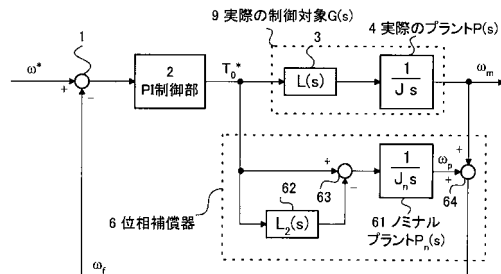 9 実際の制御対象G(s)
4 実際のプラントP(s)
1
3
ω*
+
−
2
PI制御部
T₀*
L(s)
1
J s
ωm
+
−
63
1
Jn s
ωp
+
+
64
62
L₂(s)
6 位相補償器
61 ノミナル
プラントPn(s)
ωf